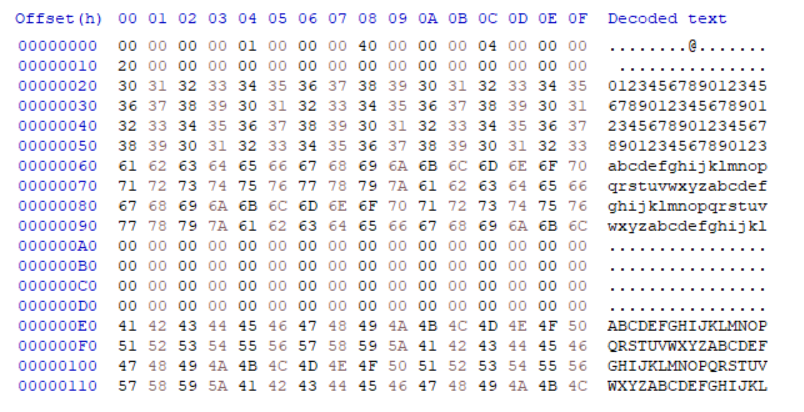 Offset(h) 00 01 02 03 04 05 06 07 08 09 0A 0B 0C 0D 0E 0F Decoded text
00000000 00 00 00 00 01 00 00 00 40 00 00 00 04 00 00 00 ........@.......
00000010 20 00 00 00 00 00 00 00 00 00 00 00 00 00 00 00  ...............
00000020 30 31 32 33 34 35 36 37 38 39 30 31 32 33 34 35 0123456789012345
00000030 36 37 38 39 30 31 32 33 34 35 36 37 38 39 30 31 6789012345678901
00000040 32 33 34 35 36 37 38 39 30 31 32 33 34 35 36 37 2345678901234567
00000050 38 39 30 31 32 33 34 35 36 37 38 39 30 31 32 33 8901234567890123
00000060 61 62 63 64 65 66 67 68 69 6A 6B 6C 6D 6E 6F 70 abcdefghijklmnop
00000070 71 72 73 74 75 76 77 78 79 7A 61 62 63 64 65 66 qrstuvwxyzabcdef
00000080 67 68 69 6A 6B 6C 6D 6E 6F 70 71 72 73 74 75 76 ghijklmnopqrstuv
00000090 77 78 79 7A 61 62 63 64 65 66 67 68 69 6A 6B 6C wxyzabcdefghijkl
000000A0 00 00 00 00 00 00 00 00 00 00 00 00 00 00 00 00 ................
000000B0 00 00 00 00 00 00 00 00 00 00 00 00 00 00 00 00 ................
000000C0 00 00 00 00 00 00 00 00 00 00 00 00 00 00 00 00 ................
000000D0 00 00 00 00 00 00 00 00 00 00 00 00 00 00 00 00 ................
000000E0 41 42 43 44 45 46 47 48 49 4A 4B 4C 4D 4E 4F 50 ABCDEFGHIJKLMNOP
000000F0 51 52 53 54 55 56 57 58 59 5A 41 42 43 44 45 46 QRSTUVWXYZABCDEF
00000100 47 48 49 4A 4B 4C 4D 4E 4F 50 51 52 53 54 55 56 GHIJKLMNOPQRSTUV
00000110 57 58 59 5A 41 42 43 44 45 46 47 48 49 4A 4B 4C WXYZABCDEFGHIJKL